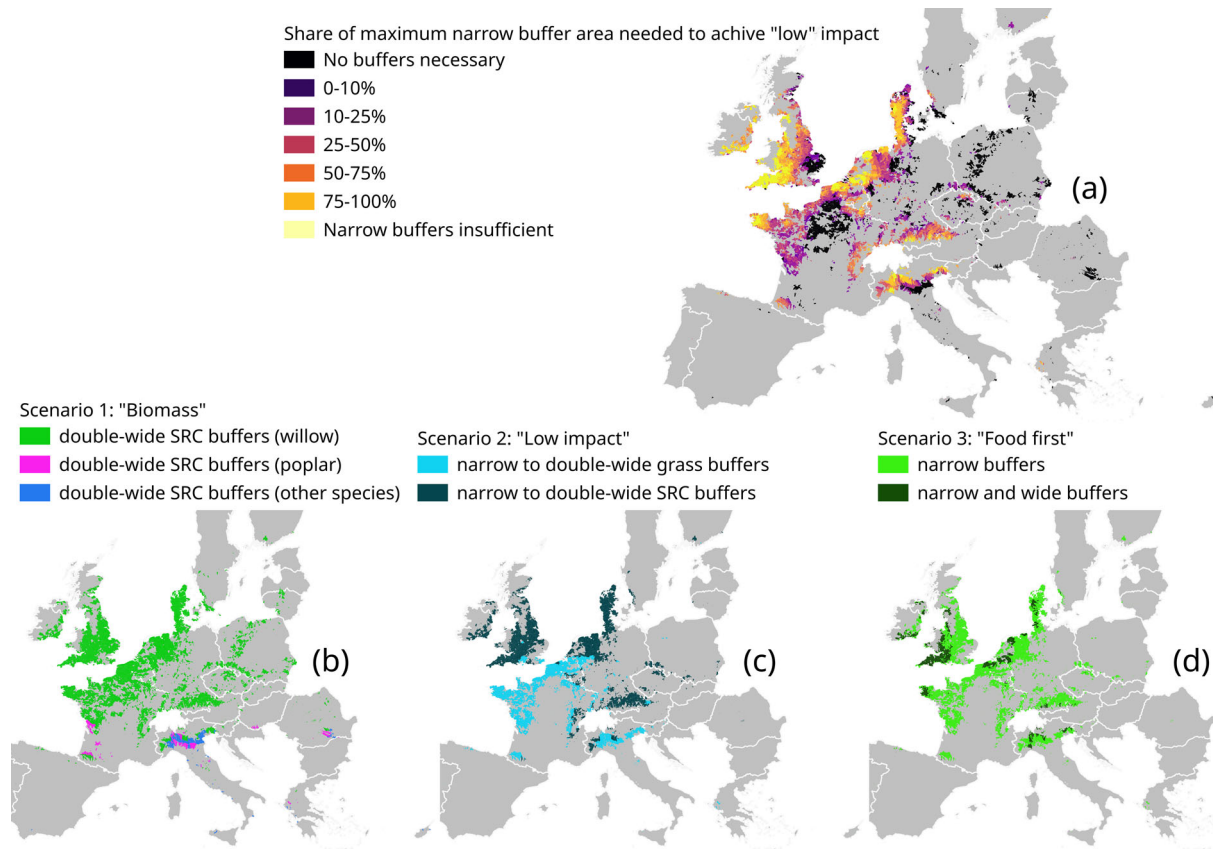 Share of maximum narrow buffer area needed to achive "low" impact
No buffers necessary
0-10%
10-25%
25-50%
50-75%
75-100%
Narrow buffers insufficient
(a)
Scenario 1: "Biomass"
double-wide SRC buffers (willow)
double-wide SRC buffers (poplar)
double-wide SRC buffers (other species)
(b)
Scenario 2: "Low impact"
narrow to double-wide grass buffers
narrow to double-wide SRC buffers
(c)
Scenario 3: "Food first"
narrow buffers
narrow and wide buffers
(d)